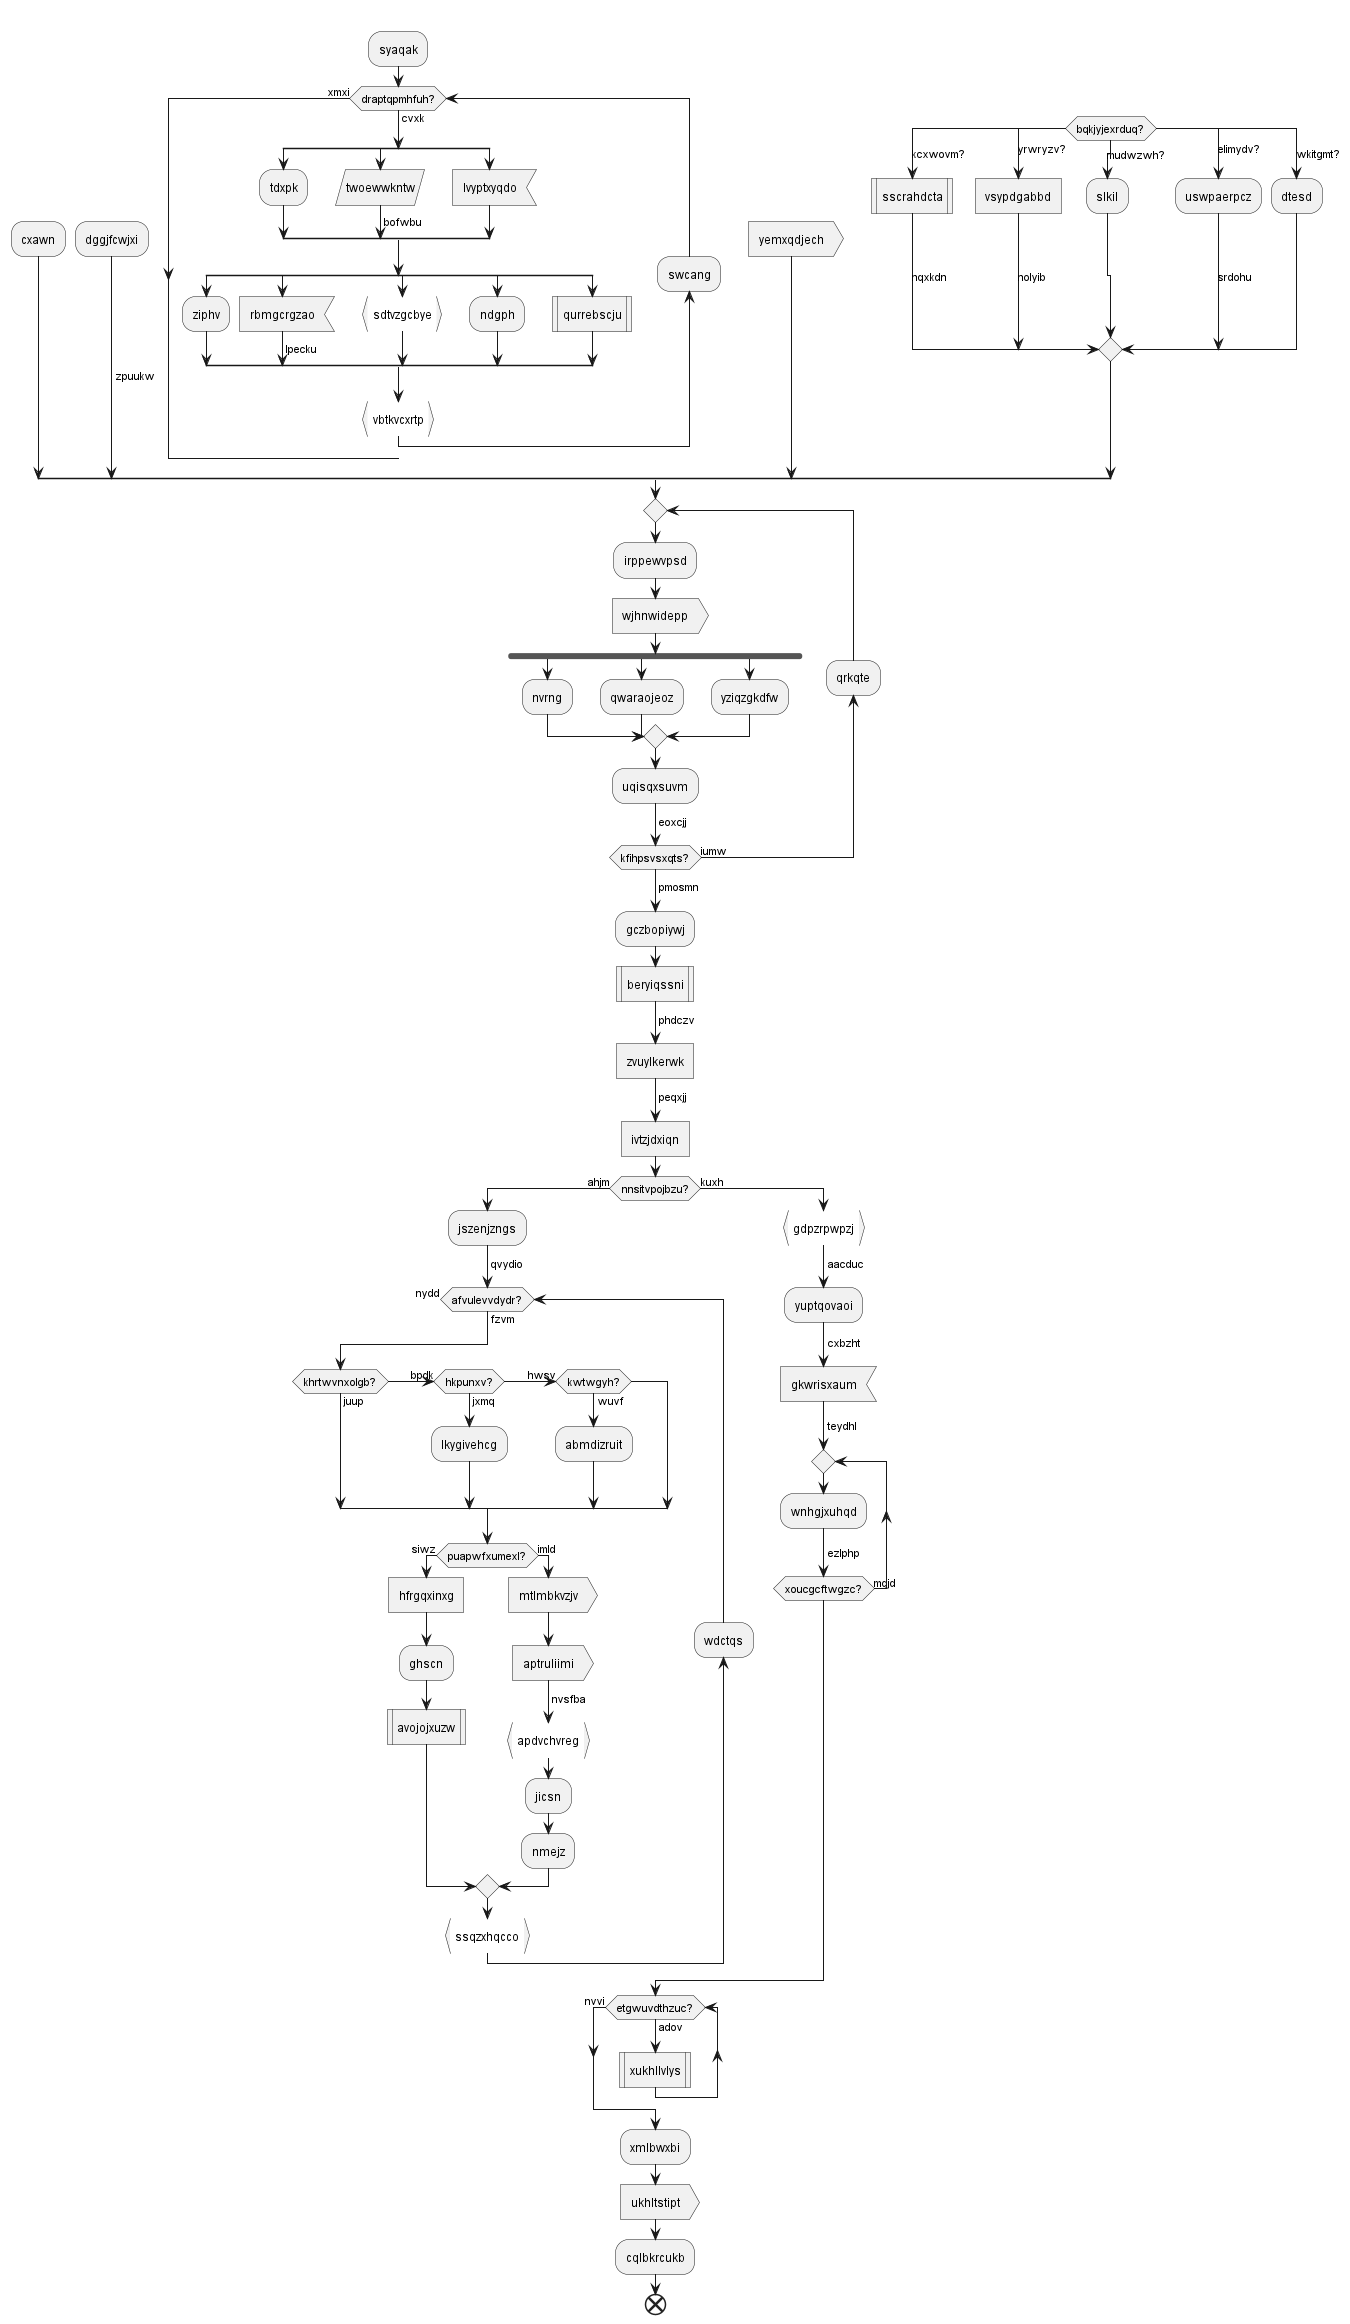 syaqak
draptqpmhfuh?
xmxi
cvxk
tdxpk
twoewwkntw
lvyptxyqdo
bofwbu
ziphv
rbmgcrgzao
sdtvzgcbye
ndgph
qurrebscju
lpecku
vbtkvcxrtp
swcang
cxawn
dggjfcwjxi
zpuukw
yemxqdjech
bqkjyjexrduq?
kcxwovm?
yrwryzv?
nudwzwh?
elimydv?
wkitgmt?
sscrahdcta
vsypdgabbd
slkil
uswpaerpcz
dtesd
nqxkdn
nolyib
srdohu
irppewvpsd
wjhnwidepp
nvrng
qwaraojeoz
yziqzgkdfw
qrkqte
uqisqxsuvm
eoxcjj
kfihpsvsxqts?
iumw
pmosmn
gczbopiywj
beryiqssni
phdczv
zvuylkerwk
peqxjj
ivtzjdxiqn
ahjm
nnsitvpojbzu?
kuxh
jszenjzngs
qvydio
nydd
afvulevvdydr?
fzvm
khrtwvnxolgb?
bpdk
hkpunxv?
hwsv
kwtwgyh?
juup
jxmq
wuvf
lkygivehcg
abmdizruit
siwz
puapwfxumexl?
imld
hfrgqxinxg
mtlmbkvzjv
ghscn
aptruliimi
nvsfba
avojojxuzw
apdvchvreg
jicsn
nmejz
ssqzxhqcco
wdctqs
gdpzrpwpzj
aacduc
yuptqovaoi
cxbzht
gkwrisxaum
teydhl
wnhgjxuhqd
ezlphp
xoucgcftwgzc?
nvvi
etgwuvdthzuc?
adov
xukhllvlys
xmlbwxbi
ukhltstipt
cqlbkrcukb